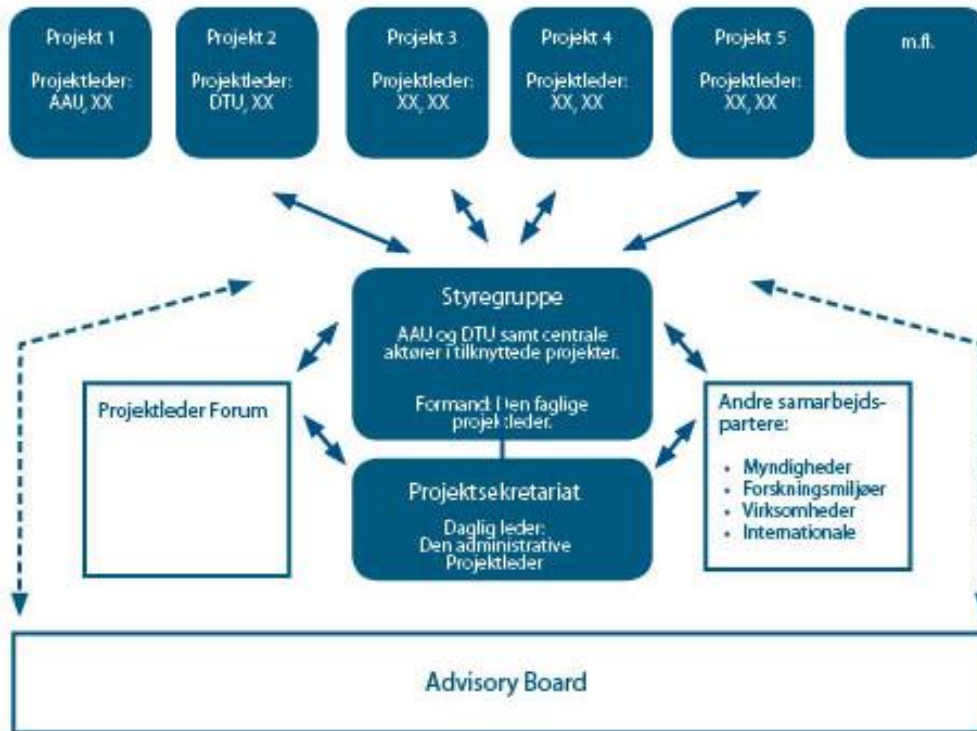 Projekt 1
Projektleder:
AAU, XX
Projekt 2
Projektleder:
DTU, XX
Projekt 3
Projektleder:
XX, XX
Projekt 4
Projektleder:
XX, XX
Projekt 5
Projektleder:
XX, XX
m.fl.
Styregruppe
AAU og DTU samt centrale
aktører i tilknyttede projekter.
Formand: Den faglige
projektleder.
Projektleder Forum
Andre samarbejds-
partere:
• Myndigheder
• Forskningsmiljøer
• Virksomheder
• Internationale
Projektsekretariat
Daglig leder:
Den administrative
Projektleder
Advisory Board